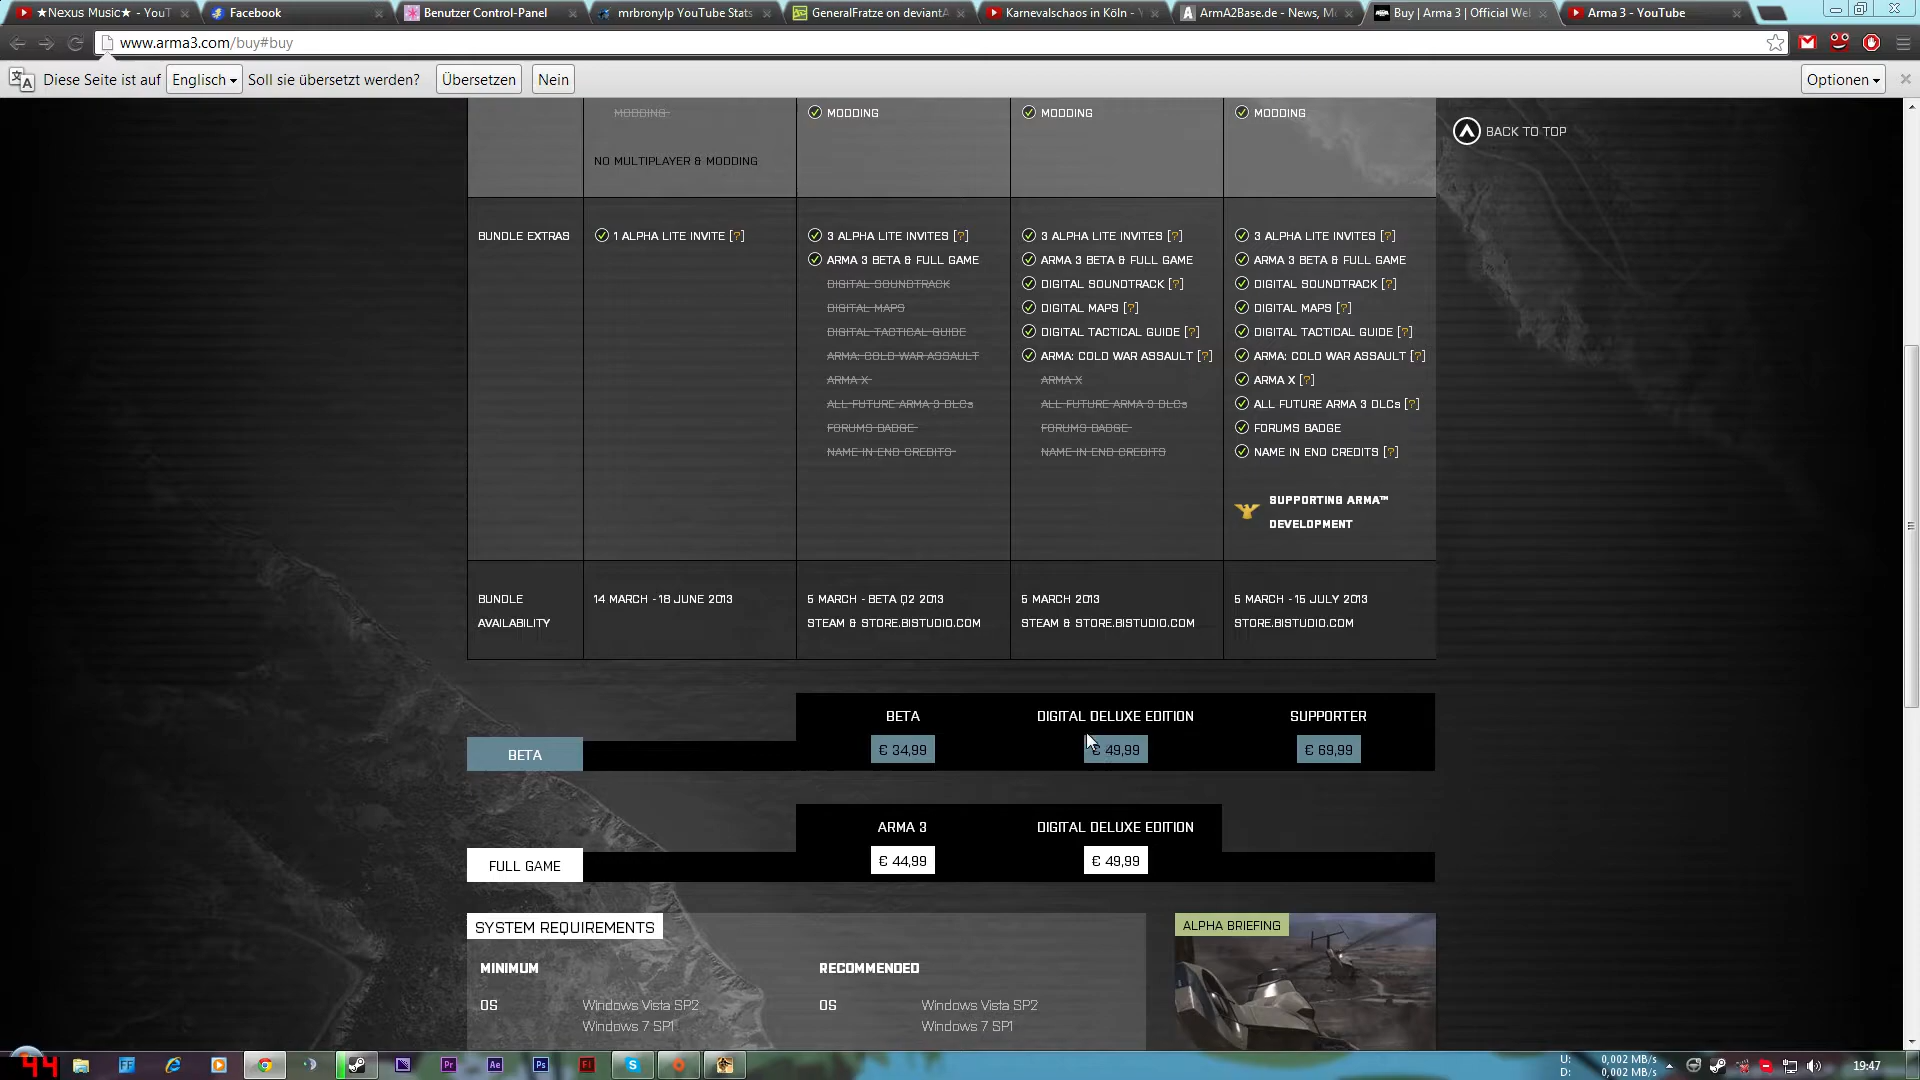 ★Nexus Music★ - YouT
Facebook
Benutzer Control-Panel
mrbronylp YouTube Stats
GeneralFratze on deviantA
Karnevalschaos in Köln - Y
ArmA2Base.de - News, Mo
Buy | Arma 3 | Official Wel
Arma 3 - YouTube
www.arma3.com/buy#buy
Diese Seite ist auf Englisch Soll sie übersetzt werden? Übersetzen Nein Optionen
MODDING MODDING MODDING MODDING
BACK TO TOP
NO MULTIPLAYER & MODDING
BUNDLE EXTRAS
1 ALPHA LITE INVITE [?]
3 ALPHA LITE INVITES [?]
ARMA 3 BETA & FULL GAME
DIGITAL SOUNDTRACK
DIGITAL MAPS
DIGITAL TACTICAL GUIDE
ARMA: COLD WAR ASSAULT
ARMA X
ALL FUTURE ARMA 3 DLCs
FORUMS BADGE
NAME IN END CREDITS
3 ALPHA LITE INVITES [?]
ARMA 3 BETA & FULL GAME
DIGITAL SOUNDTRACK [?]
DIGITAL MAPS [?]
DIGITAL TACTICAL GUIDE [?]
ARMA: COLD WAR ASSAULT [?]
ARMA X
ALL FUTURE ARMA 3 DLCs
FORUMS BADGE
NAME IN END CREDITS
3 ALPHA LITE INVITES [?]
ARMA 3 BETA & FULL GAME
DIGITAL SOUNDTRACK [?]
DIGITAL MAPS [?]
DIGITAL TACTICAL GUIDE [?]
ARMA: COLD WAR ASSAULT [?]
ARMA X [?]
ALL FUTURE ARMA 3 DLCs [?]
FORUMS BADGE
NAME IN END CREDITS [?]
SUPPORTING ARMA™
DEVELOPMENT
BUNDLE
AVAILABILITY
14 MARCH - 18 JUNE 2013
5 MARCH - BETA Q2 2013
STEAM & STORE.BISTUDIO.COM
5 MARCH 2013
STEAM & STORE.BISTUDIO.COM
5 MARCH - 15 JULY 2013
STORE.BISTUDIO.COM
BETA DIGITAL DELUXE EDITION SUPPORTER
BETA € 34,99 € 49,99 € 69,99
ARMA 3 DIGITAL DELUXE EDITION
FULL GAME € 44,99 € 49,99
SYSTEM REQUIREMENTS
ALPHA BRIEFING
MINIMUM RECOMMENDED
OS Windows Vista SP2 OS Windows Vista SP2
Windows 7 SP1 Windows 7 SP1
44
FF
Pr
Ae
Ps
Fl
U: 0,002 MB/s
D: 0,002 MB/s
19:47